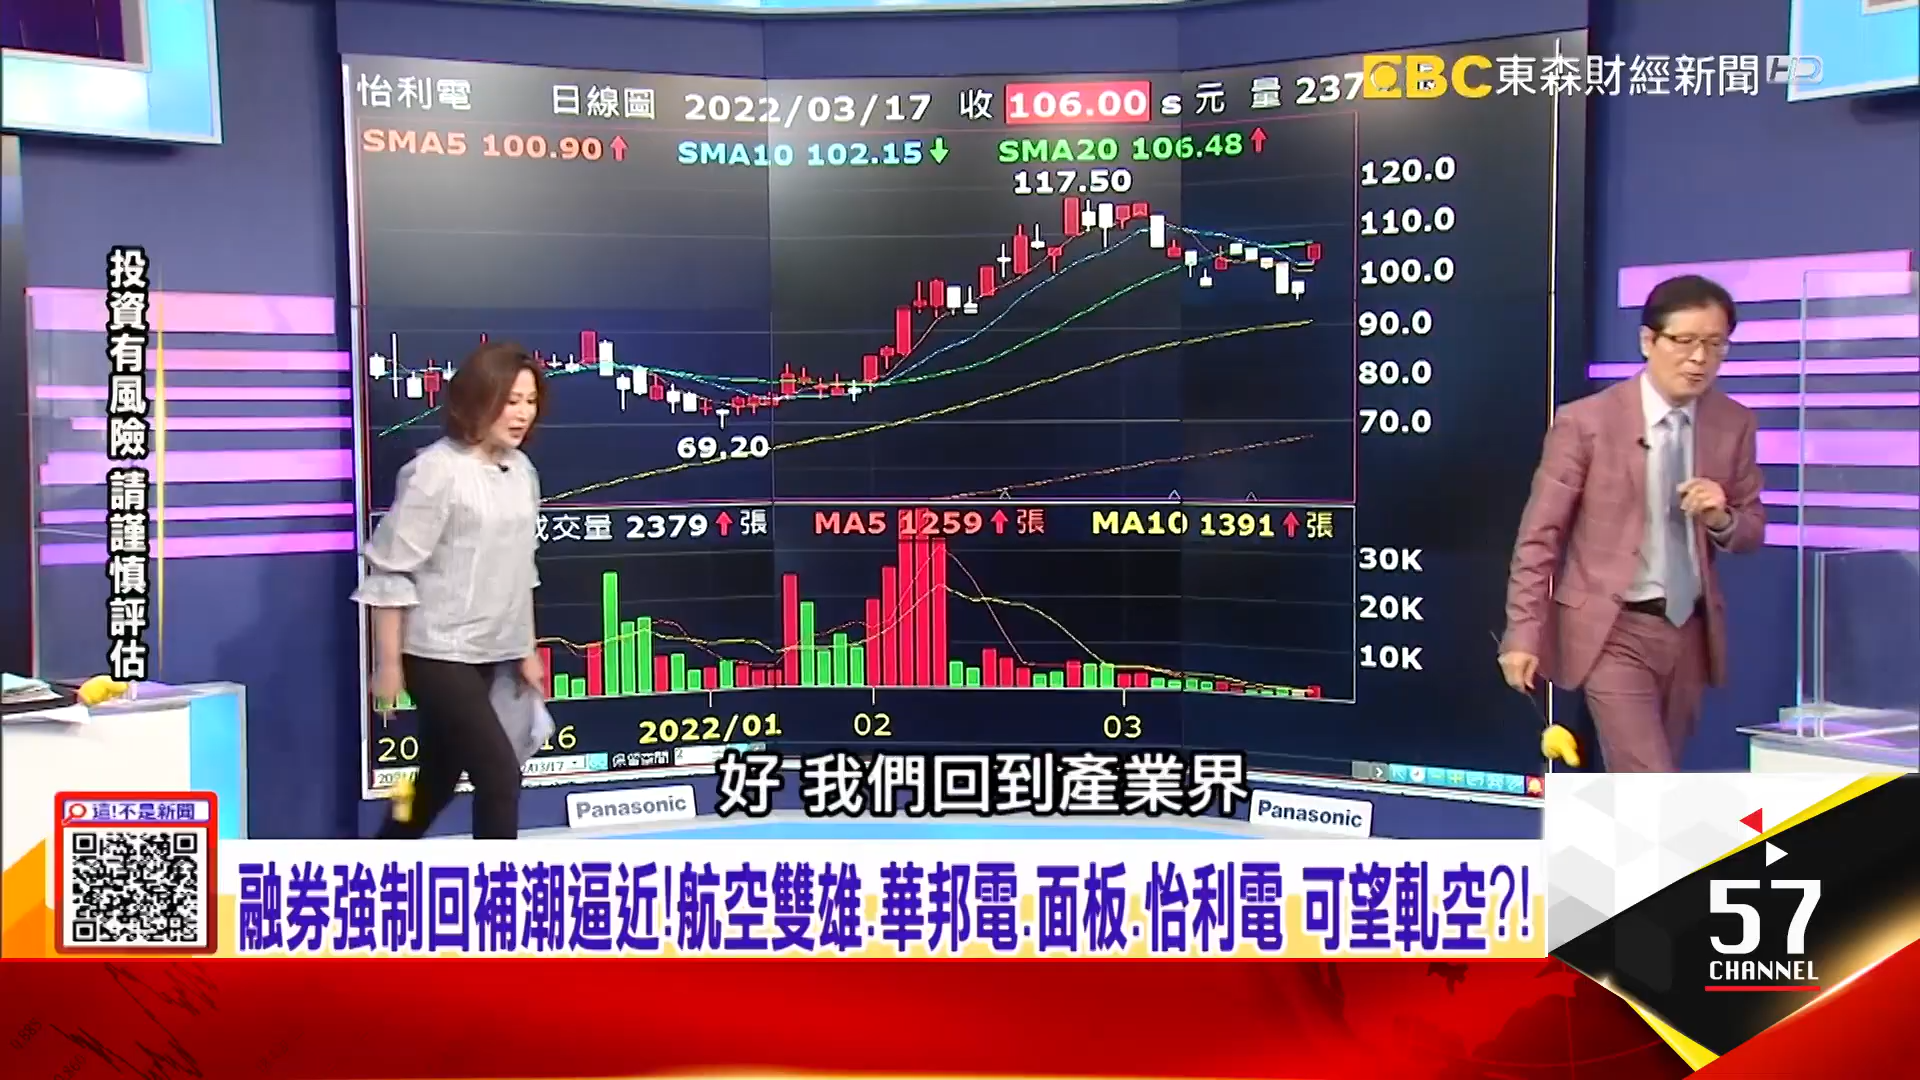 EBC 東森財經新聞 HD
怡利電 日線圖 2022/03/17 收 106.00 s 元 量 237
SMA5 100.90↑ SMA10 102.15↓ SMA20 106.48↑
117.50
120.0
110.0
100.0
90.0
80.0
70.0
69.20
投資有風險 請謹慎評估
成交量 2379↑張 MA5 1259↑張 MA10 1391↑張
30K
20K
10K
20 16 2022/01 02 03
好 我們回到產業界
Panasonic Panasonic
這!不是新聞
融券強制回補潮逼近!航空雙雄.華邦電.面板.怡利電 可望軋空?!
57
CHANNEL